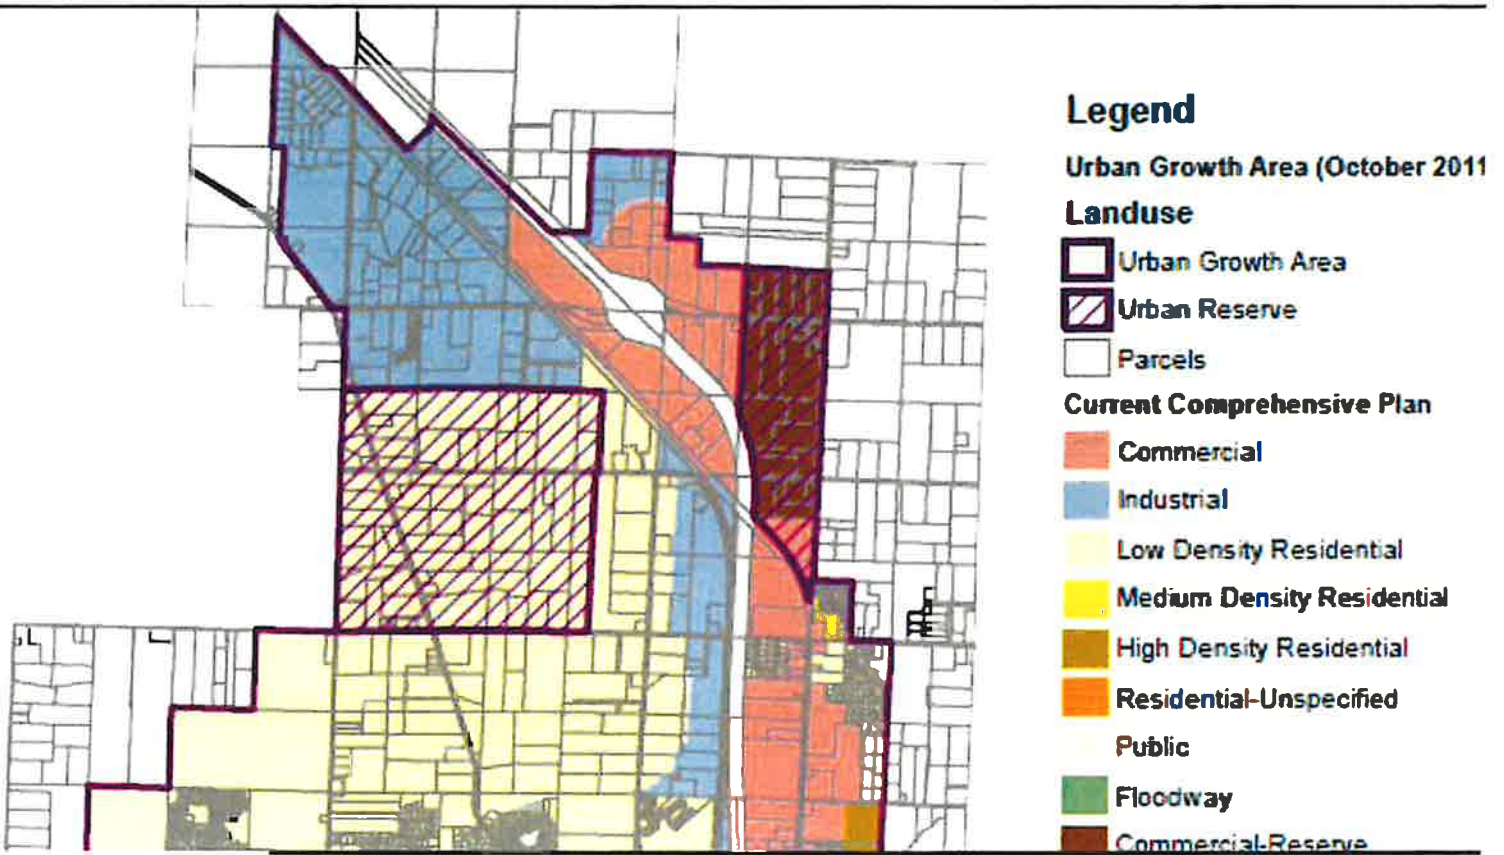 Legend
Urban Growth Area (October 2011
Landuse
Urban Growth Area
Urban Reserve
Parcels
Current Comprehensive Plan
Commercial
Industrial
Low Density Residential
Medium Density Residential
High Density Residential
Residential-Unspecified
Public
Floodway
Commercial-Reserve